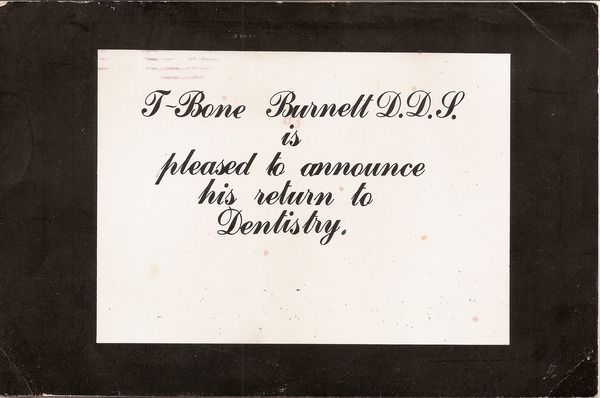 T-Bone Burnett D.D.S.
is
pleased to announce
his return to
Dentistry.